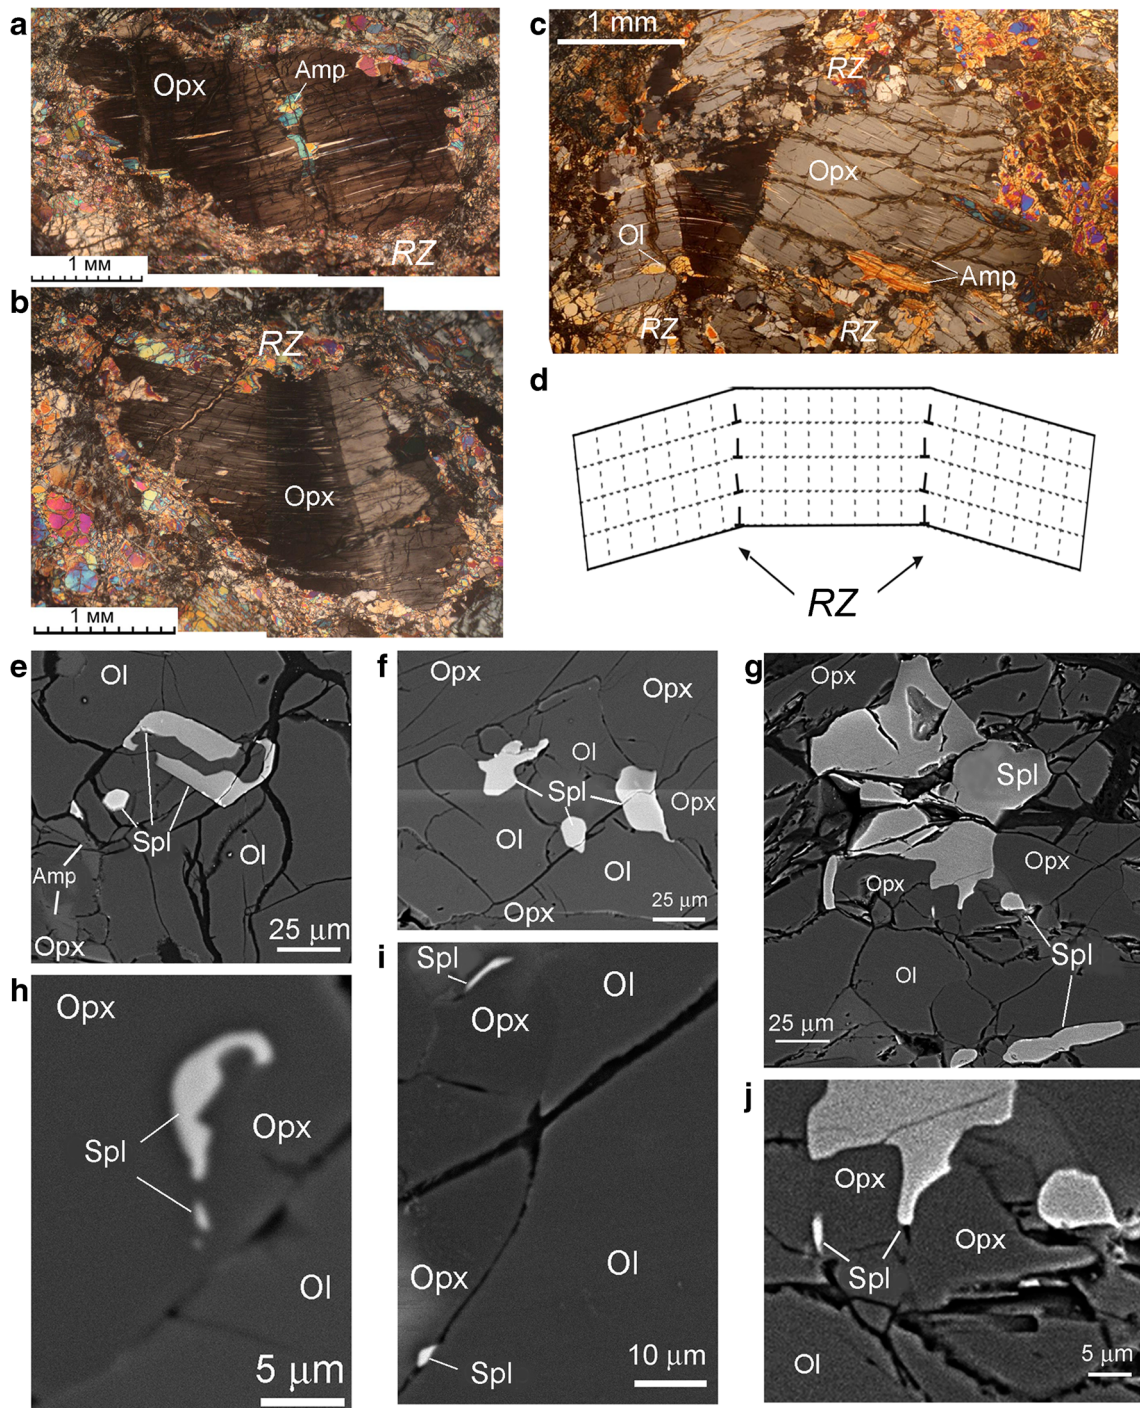 a
Opx
Amp
RZ
1 мм
b
RZ
Opx
1 мм
c
1 mm
RZ
Opx
Ol
Amp
RZ
RZ
d
RZ
e
Ol
Spl
Ol
Amp
Opx
25 μm
f
Opx
Opx
Ol
Spl
Opx
Ol
Ol
Opx
25 μm
g
Opx
Spl
Opx
Opx
Ol
Spl
25 μm
h
Opx
Opx
Spl
Ol
5 μm
i
Spl
Ol
Opx
Ol
Opx
Spl
10 μm
j
Opx
Opx
Spl
Ol
5 μm